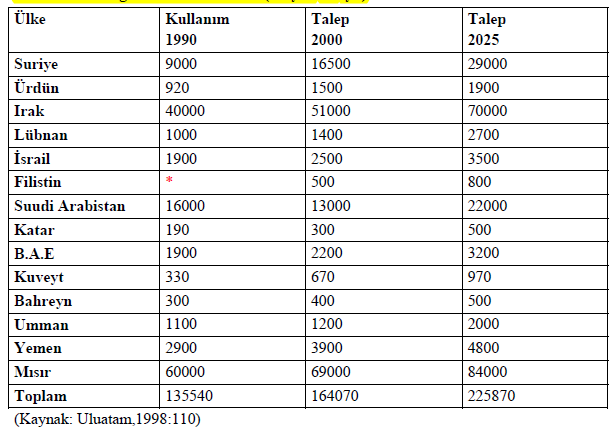 Ülke Kullanım Talep Talep
1990 2000 2025
Suriye 9000 16500 29000
Ürdün 920 1500 1900
Irak 40000 51000 70000
Lübnan 1000 1400 2700
İsrail 1900 2500 3500
Filistin * 500 800
Suudi Arabistan 16000 13000 22000
Katar 190 300 500
B.A.E 1900 2200 3200
Kuveyt 330 670 970
Bahreyn 300 400 500
Umman 1100 1200 2000
Yemen 2900 3900 4800
Mısır 60000 69000 84000
Toplam 135540 164070 225870
(Kaynak: Uluatam,1998:110)